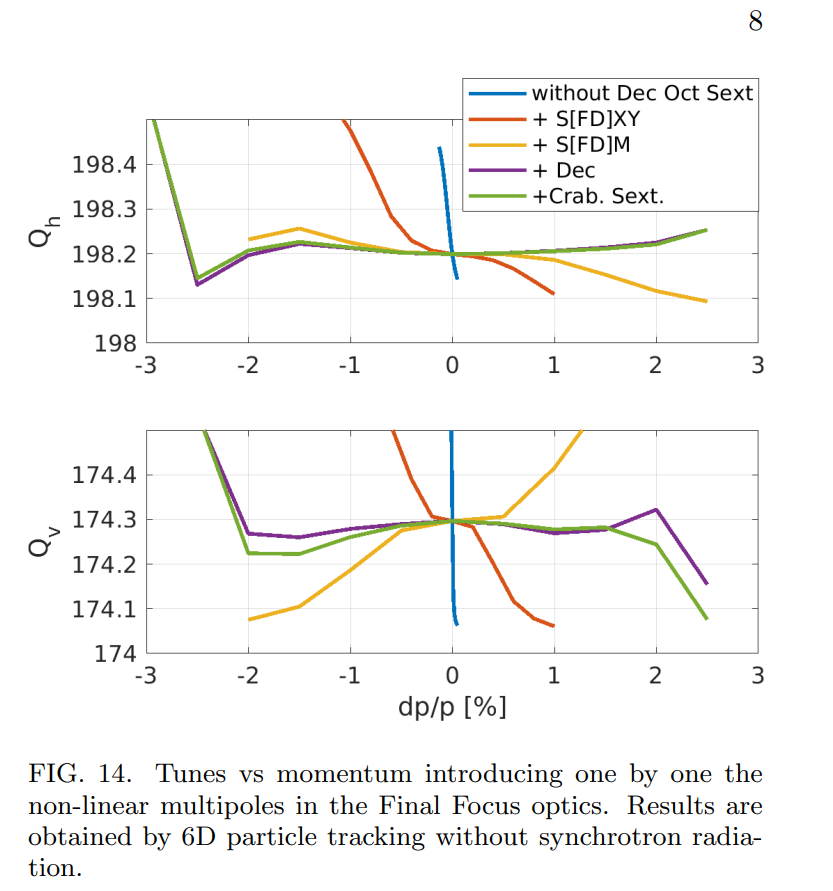 8
without Dec Oct Sext
+ S[FD]XY
+ S[FD]M
+ Dec
+Crab. Sext.
198.4
198.3
198.2
198.1
198
Qh
-3 -2 -1 0 1 2 3
174.4
174.3
174.2
174.1
174
Qv
-3 -2 -1 0 1 2 3
dp/p [%]
FIG. 14. Tunes vs momentum introducing one by one the
non-linear multipoles in the Final Focus optics. Results are
obtained by 6D particle tracking without synchrotron radia-
tion.